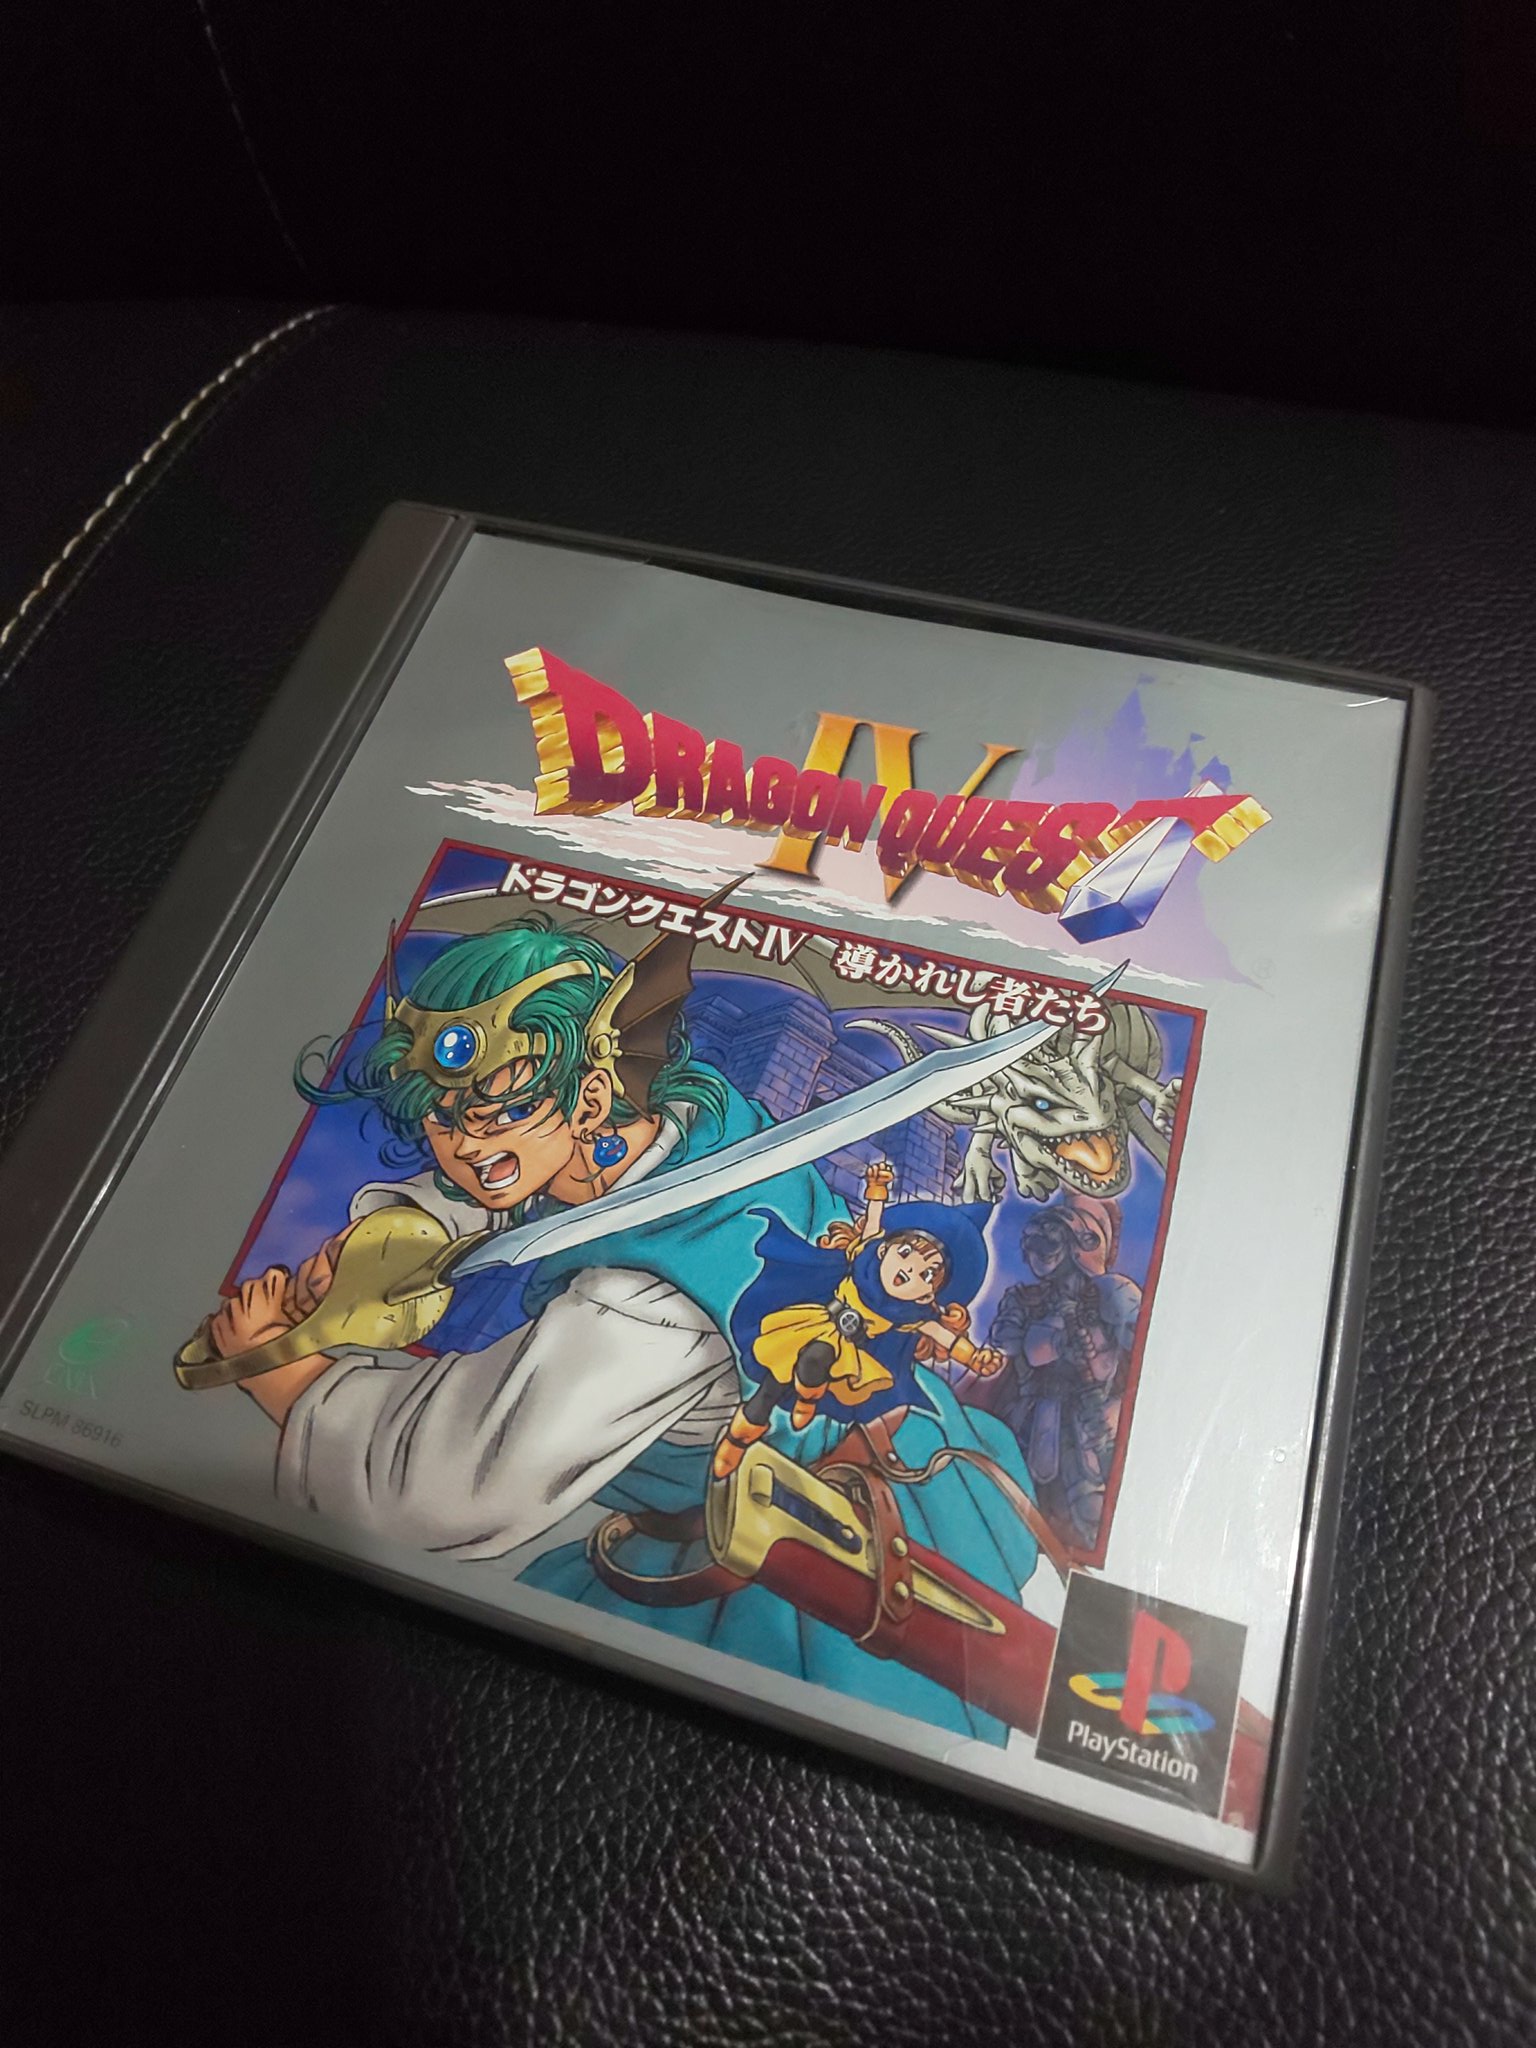 DRAGON QUEST IV
ドラゴンクエストIV 導かれし者たち
ENIX
SLPM 86916
PlayStation